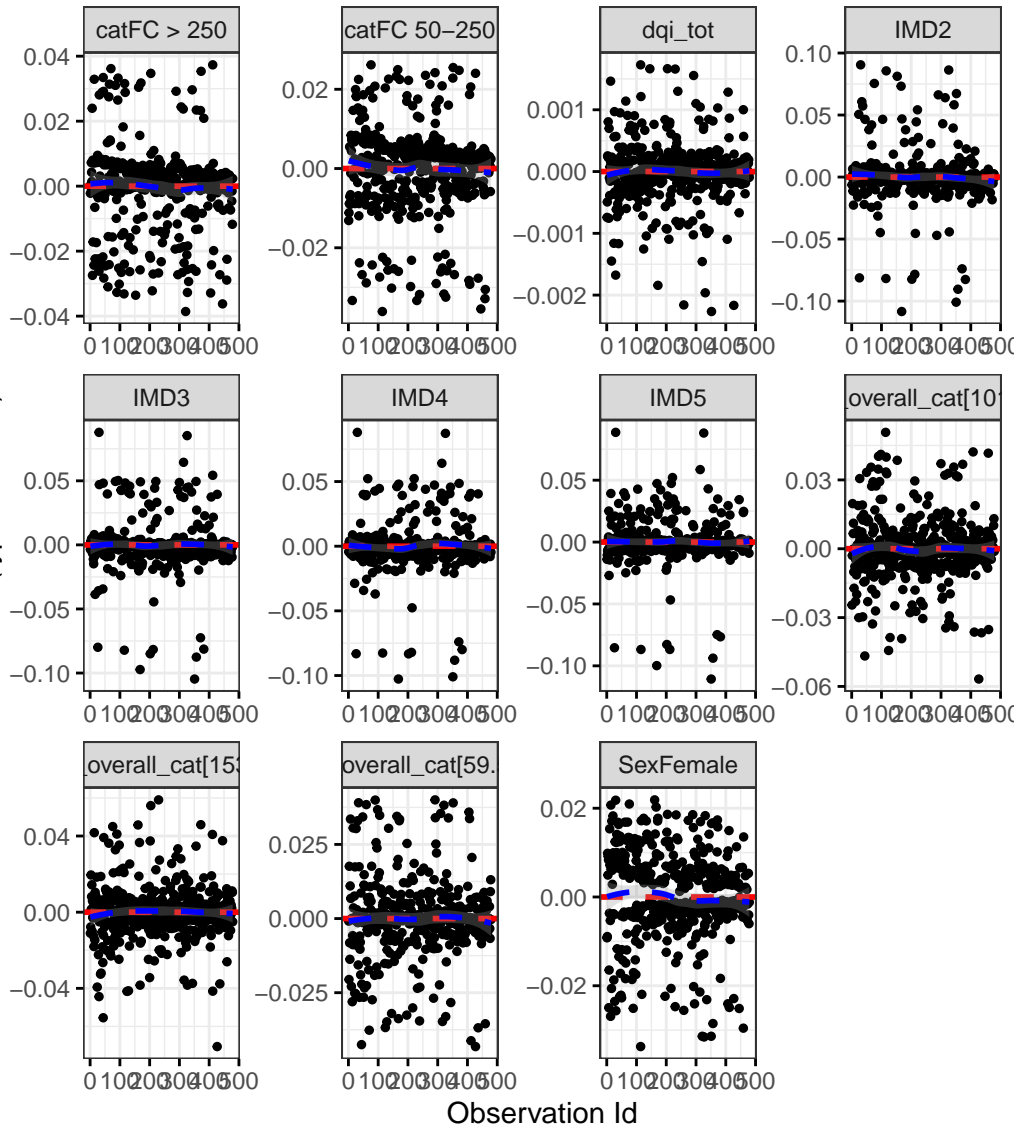 catFC > 250 catFC 50−250 dqi_tot IMD2
0.04 0.02 0.00 −0.02 −0.04
0.02 0.00 −0.02
0.001 0.000 −0.001 −0.002
0.10 0.05 0.00 −0.05 −0.10
0 100 200 300 400 500 0 100 200 300 400 500 0 100 200 300 400 500 0 100 200 300 400 500
IMD3 IMD4 IMD5 _overall_cat[101
0.05 0.00 −0.05 −0.10
0.05 0.00 −0.05 −0.10
0.05 0.00 −0.05 −0.10
0.03 0.00 −0.03 −0.06
0 100 200 300 400 500 0 100 200 300 400 500 0 100 200 300 400 500 0 100 200 300 400 500
_overall_cat[153 overall_cat[59. SexFemale
0.04 0.00 −0.04
0.025 0.000 −0.025
0.02 0.00 −0.02
0 100 200 300 400 500 0 100 200 300 400 500 0 100 200 300 400 500
Observation Id